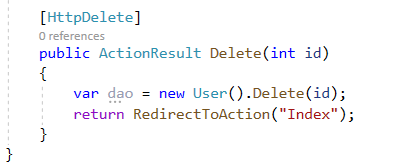 [HttpDelete]
0 references
public ActionResult Delete(int id)
{
var dao = new User().Delete(id);
return RedirectToAction("Index");
}
}